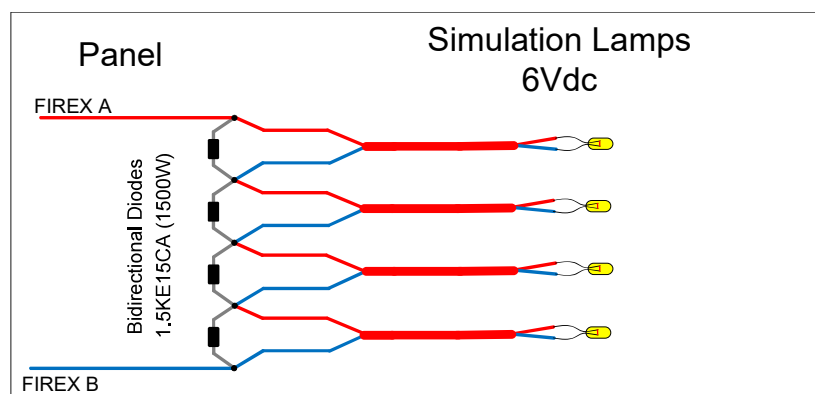 Panel
Simulation Lamps
6Vdc
FIREX A
Bidirectional Diodes
1.5KE15CA (1500W)
FIREX B